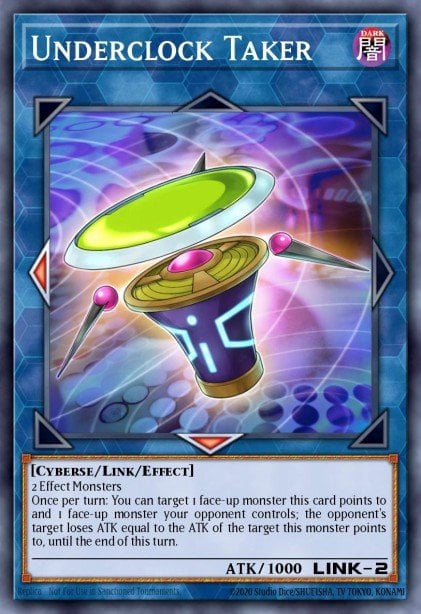 UNDERCLOCK TAKER
DARK
闇
[CYBERSE/LINK/EFFECT]
2 Effect Monsters
Once per turn: You can target 1 face-up monster this card points to
and 1 face-up monster your opponent controls; the opponent's
target loses ATK equal to the ATK of the target this monster points
to, until the end of this turn.
ATK/1000 LINK-2
Replica - Not For Use in Sanctioned Tournaments. ©2020 Studio Dice/SHUEISHA, TV TOKYO, KONAMI